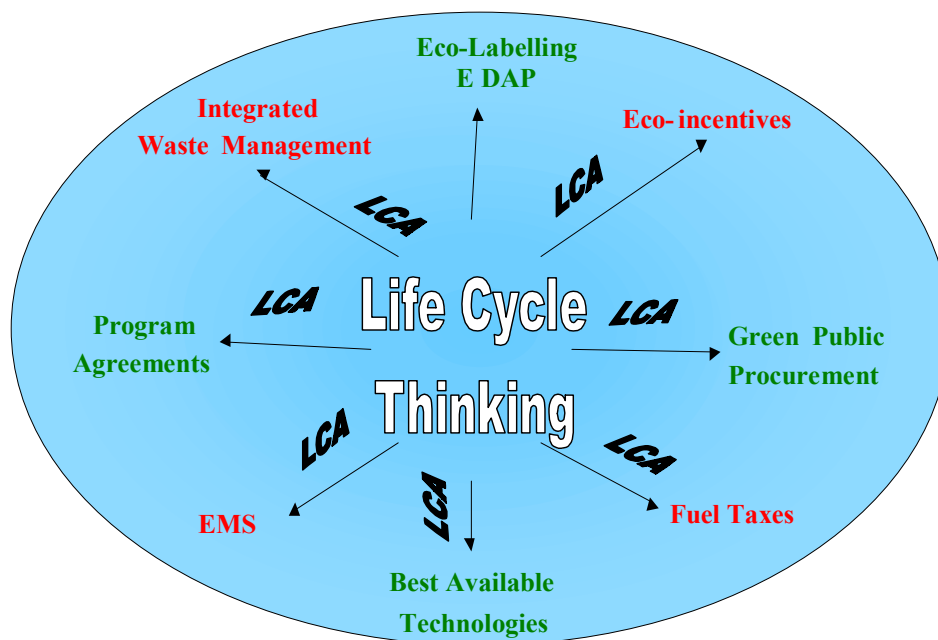 Eco-Labelling
E DAP
Integrated
Waste Management
Eco-incentives
LCA
LCA
Life Cycle
Thinking
LCA
LCA
Program
Agreements
Green Public
Procurement
LCA
LCA
LCA
EMS
Fuel Taxes
Best Available
Technologies